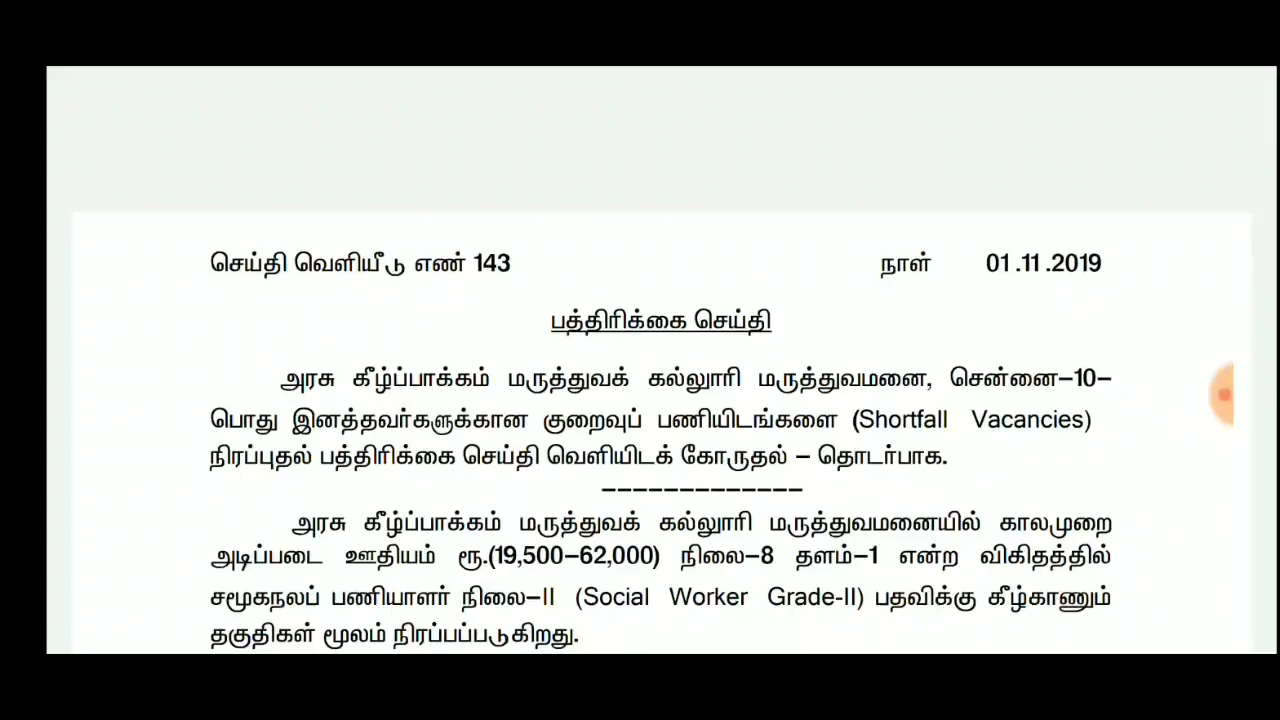 செய்தி வெளியீடு எண் 143 நாள் 01.11.2019
பத்திரிக்கை செய்தி
அரசு கீழ்ப்பாக்கம் மருத்துவக் கல்லூரி மருத்துவமனை, சென்னை–10–
பொது இனத்தவர்களுக்கான குறைவுப் பணியிடங்களை (Shortfall Vacancies)
நிரப்புதல் பத்திரிக்கை செய்தி வெளியிடக் கோருதல் – தொடர்பாக.
–––––––––––––
அரசு கீழ்ப்பாக்கம் மருத்துவக் கல்லூரி மருத்துவமனையில் காலமுறை
அடிப்படை ஊதியம் ரூ.(19,500–62,000) நிலை–8 தளம்–1 என்ற விகிதத்தில்
சமூகநலப் பணியாளர் நிலை–II (Social Worker Grade-II) பதவிக்கு கீழ்காணும்
தகுதிகள் மூலம் நிரப்பப்படுகிறது.